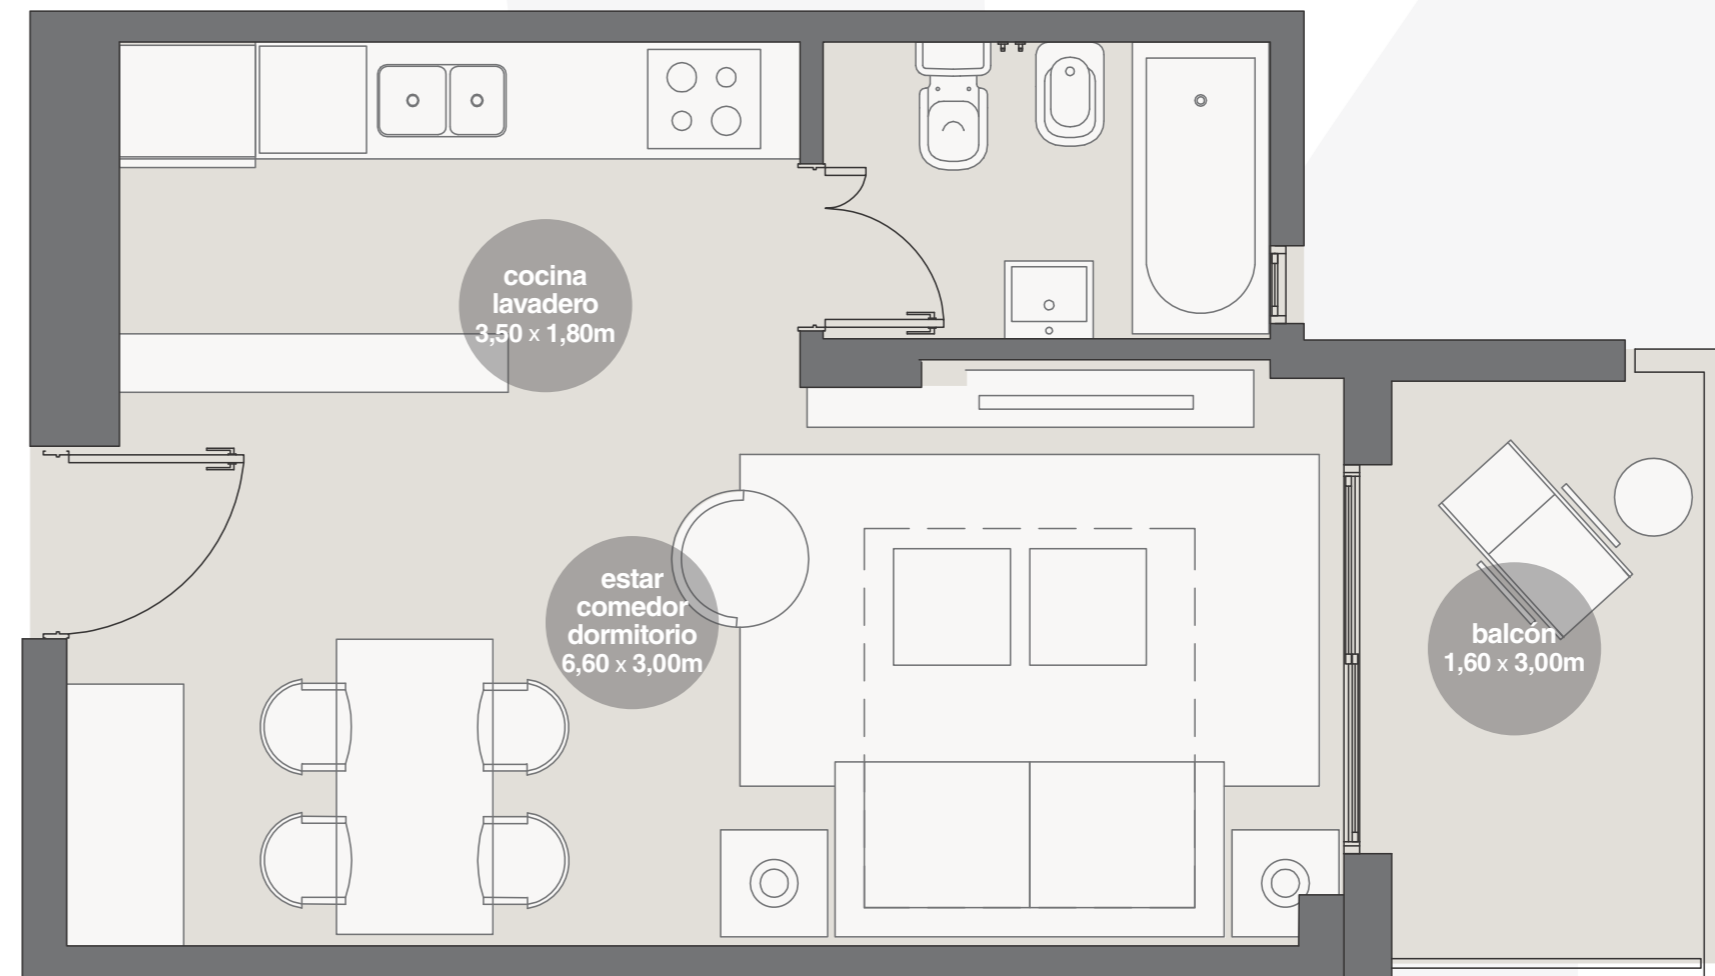 cocina
lavadero
3,50 x 1,80m
estar
comedor
dormitorio
6,60 x 3,00m
balcón
1,60 x 3,00m